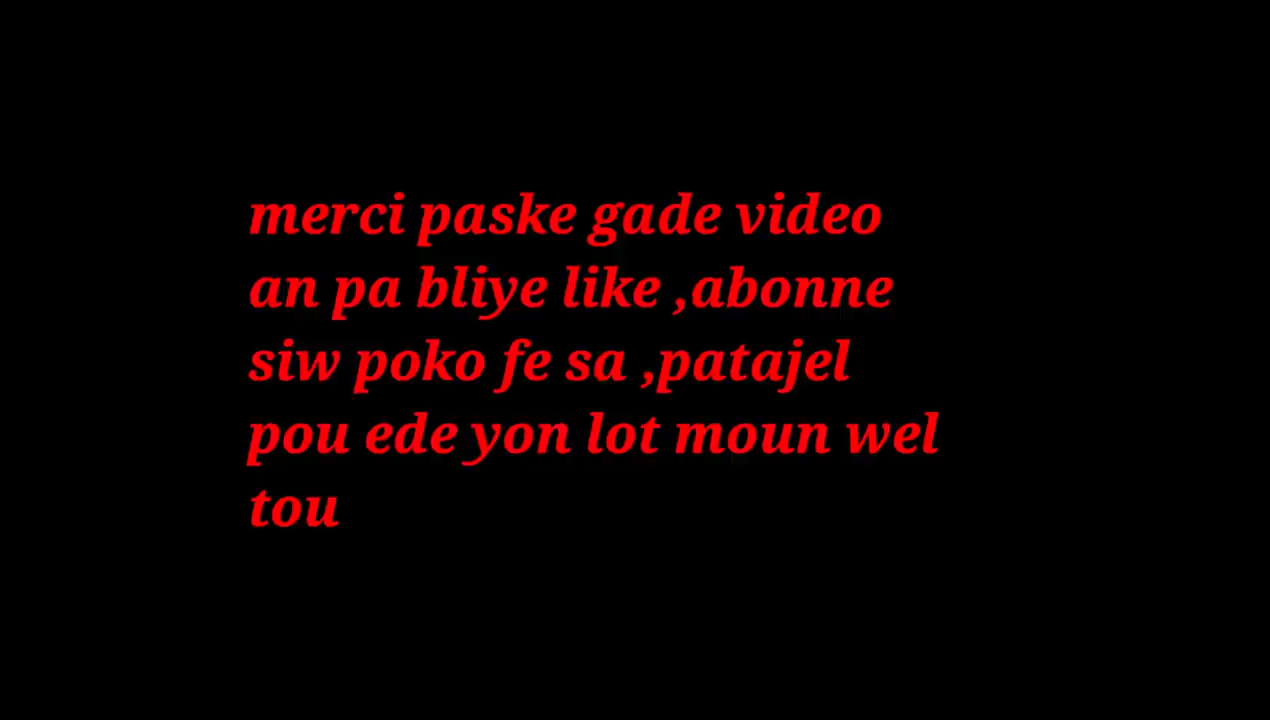 merci paske gade video
an pa bliye like ,abonne
siw poko fe sa ,patajel
pou ede yon lot moun wel
tou